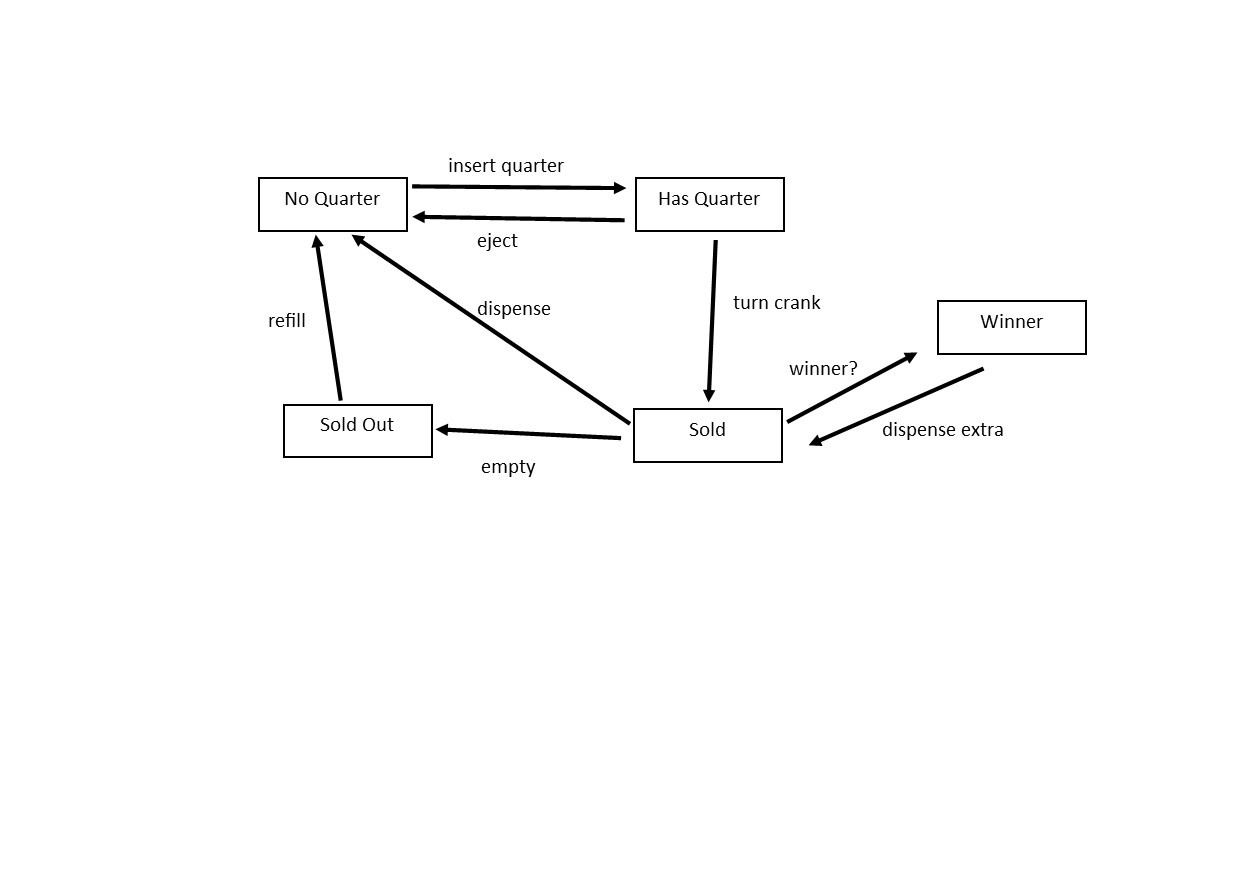 insert quarter
No Quarter
Has Quarter
eject
turn crank
dispense
refill
Winner
winner?
Sold Out
Sold
dispense extra
empty